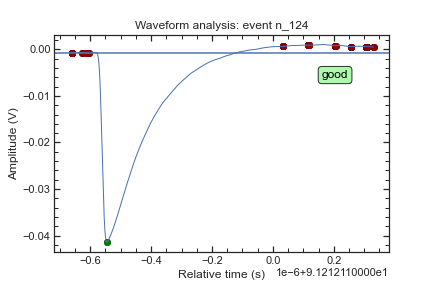 Waveform analysis: event n_124
Amplitude (V)
0.00
−0.01
−0.02
−0.03
−0.04
good
−0.6
−0.4
−0.2
0.0
0.2
1e−6+9.1212110000e1
Relative time (s)